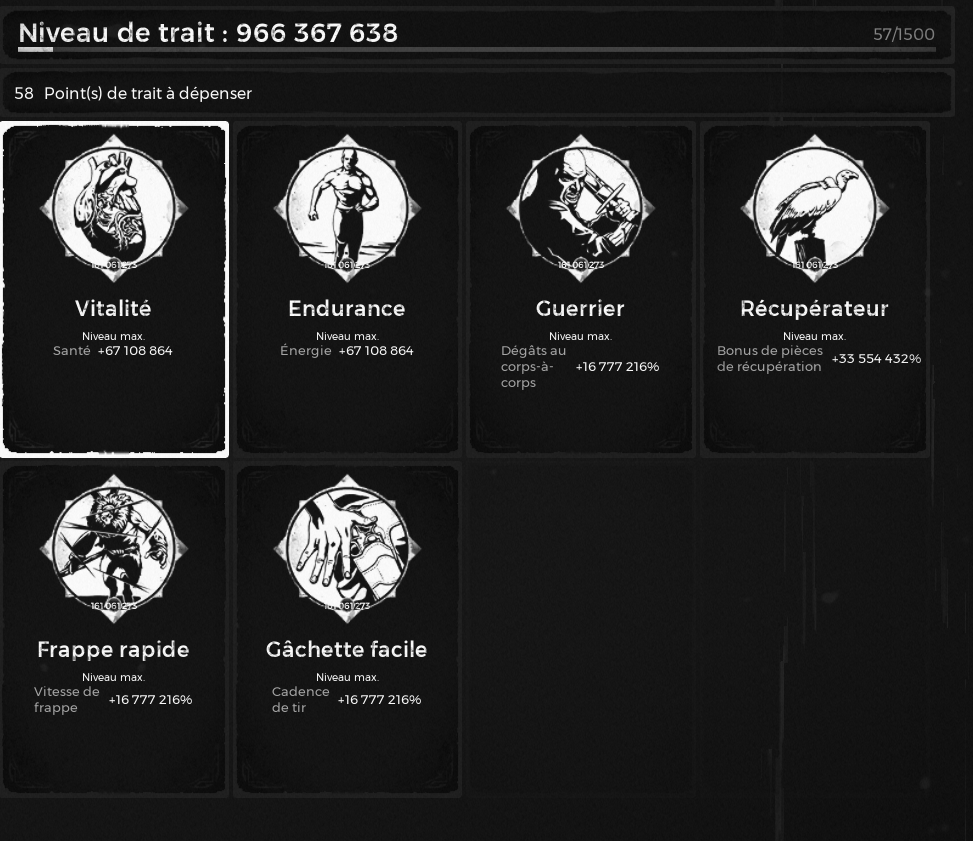 Niveau de trait : 966 367 638
57/1500
58 Point(s) de trait à dépenser
161 061 273
161 061 273
161 061 273
161 061 273
Vitalité
Endurance
Guerrier
Récupérateur
Niveau max.
Niveau max.
Niveau max.
Niveau max.
Santé +67 108 864
Énergie +67 108 864
Dégâts au
corps-à-
corps
+16 777 216%
Bonus de pièces
de récupération
+33 554 432%
161 061 273
161 061 273
Frappe rapide
Gâchette facile
Niveau max.
Niveau max.
Vitesse de
frappe
+16 777 216%
Cadence
de tir
+16 777 216%